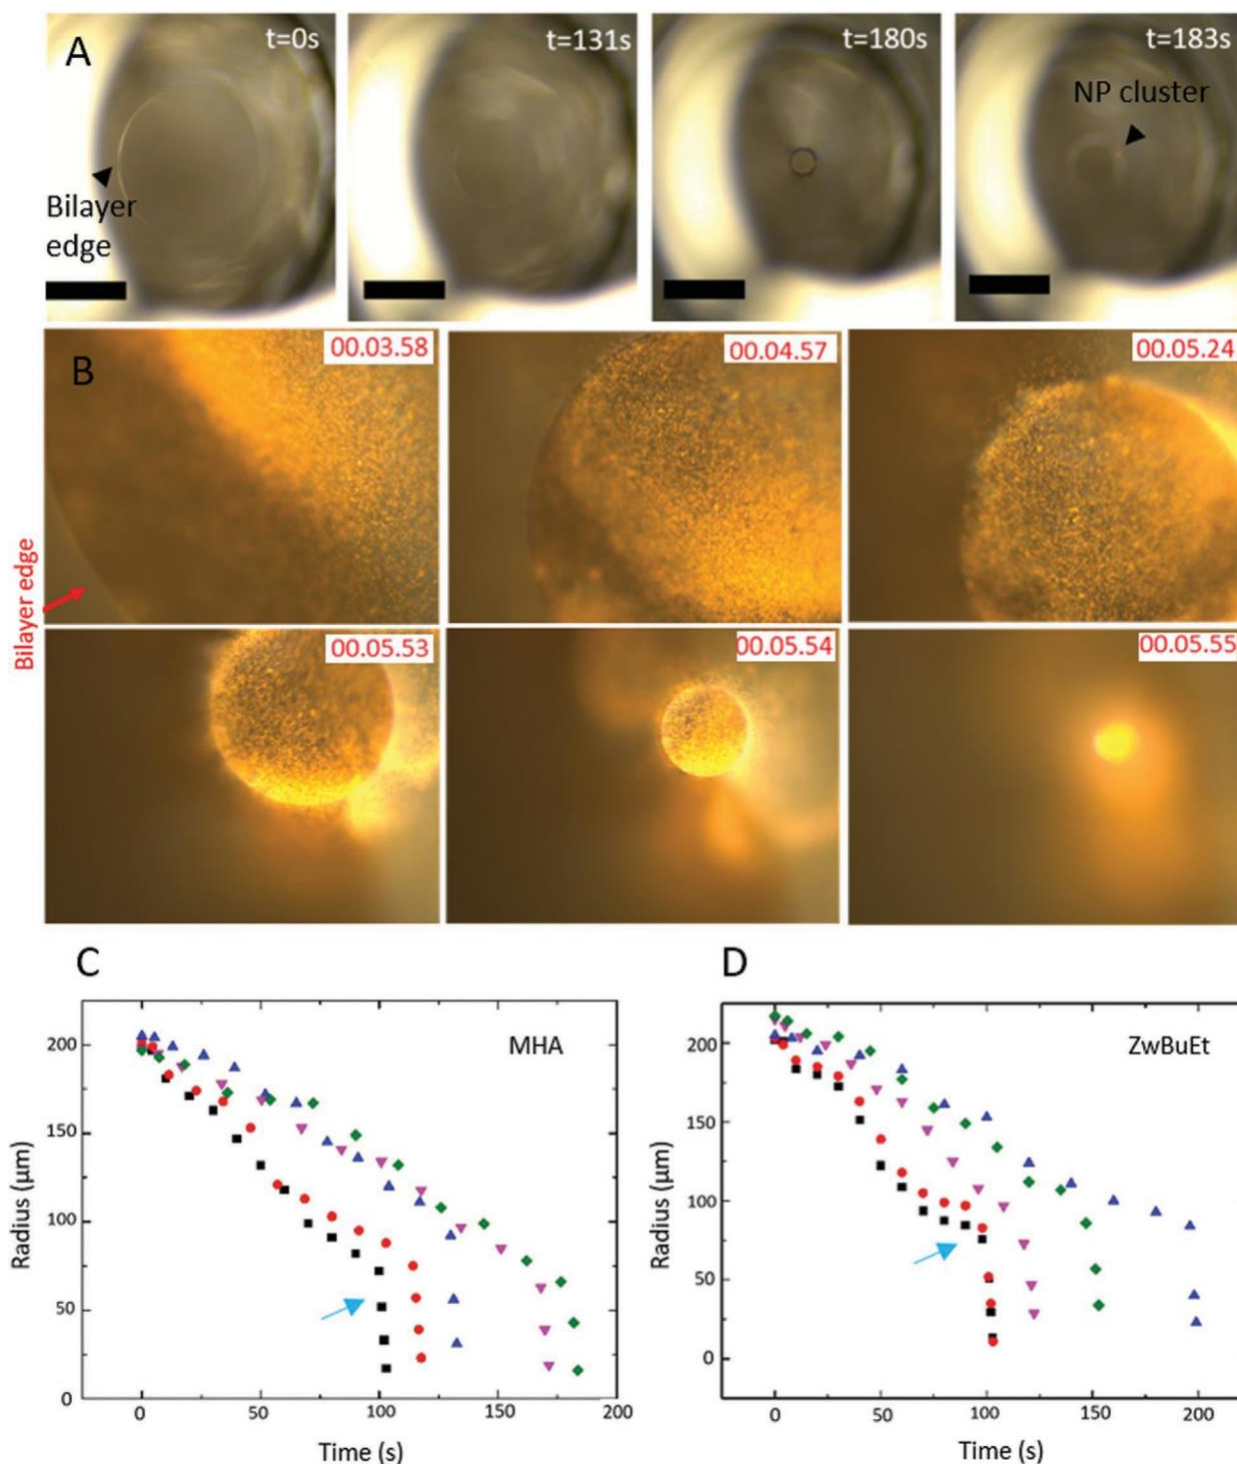 A
t=0s
t=131s
t=180s
t=183s
NP cluster
Bilayer
edge
B
00.03.58
00.04.57
00.05.24
Bilayer edge
00.05.53
00.05.54
00.05.55
C
D
MHA
200
150
100
50
0
Radius (µm)
0
50
100
150
200
Time (s)
ZwBuEt
200
150
100
50
0
Radius (µm)
0
50
100
150
200
Time (s)